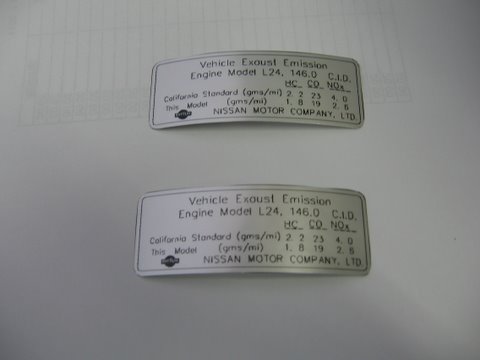 Vehicle Exoust Emission
Engine Model L24, 146.0 C.I.D.
HC CO NOx
California Standard (gms/mi) 2.2 23 4.0
This Model (gms/mi) 1.8 19 2.6
NISSAN MOTOR COMPANY, LTD.
Vehicle Exoust Emission
Engine Model L24, 146.0 C.I.D.
HC CO NOx
California Standard (gms/mi) 2.2 23 4.0
This Model (gms/mi) 1.8 19 2.6
NISSAN MOTOR COMPANY, LTD.